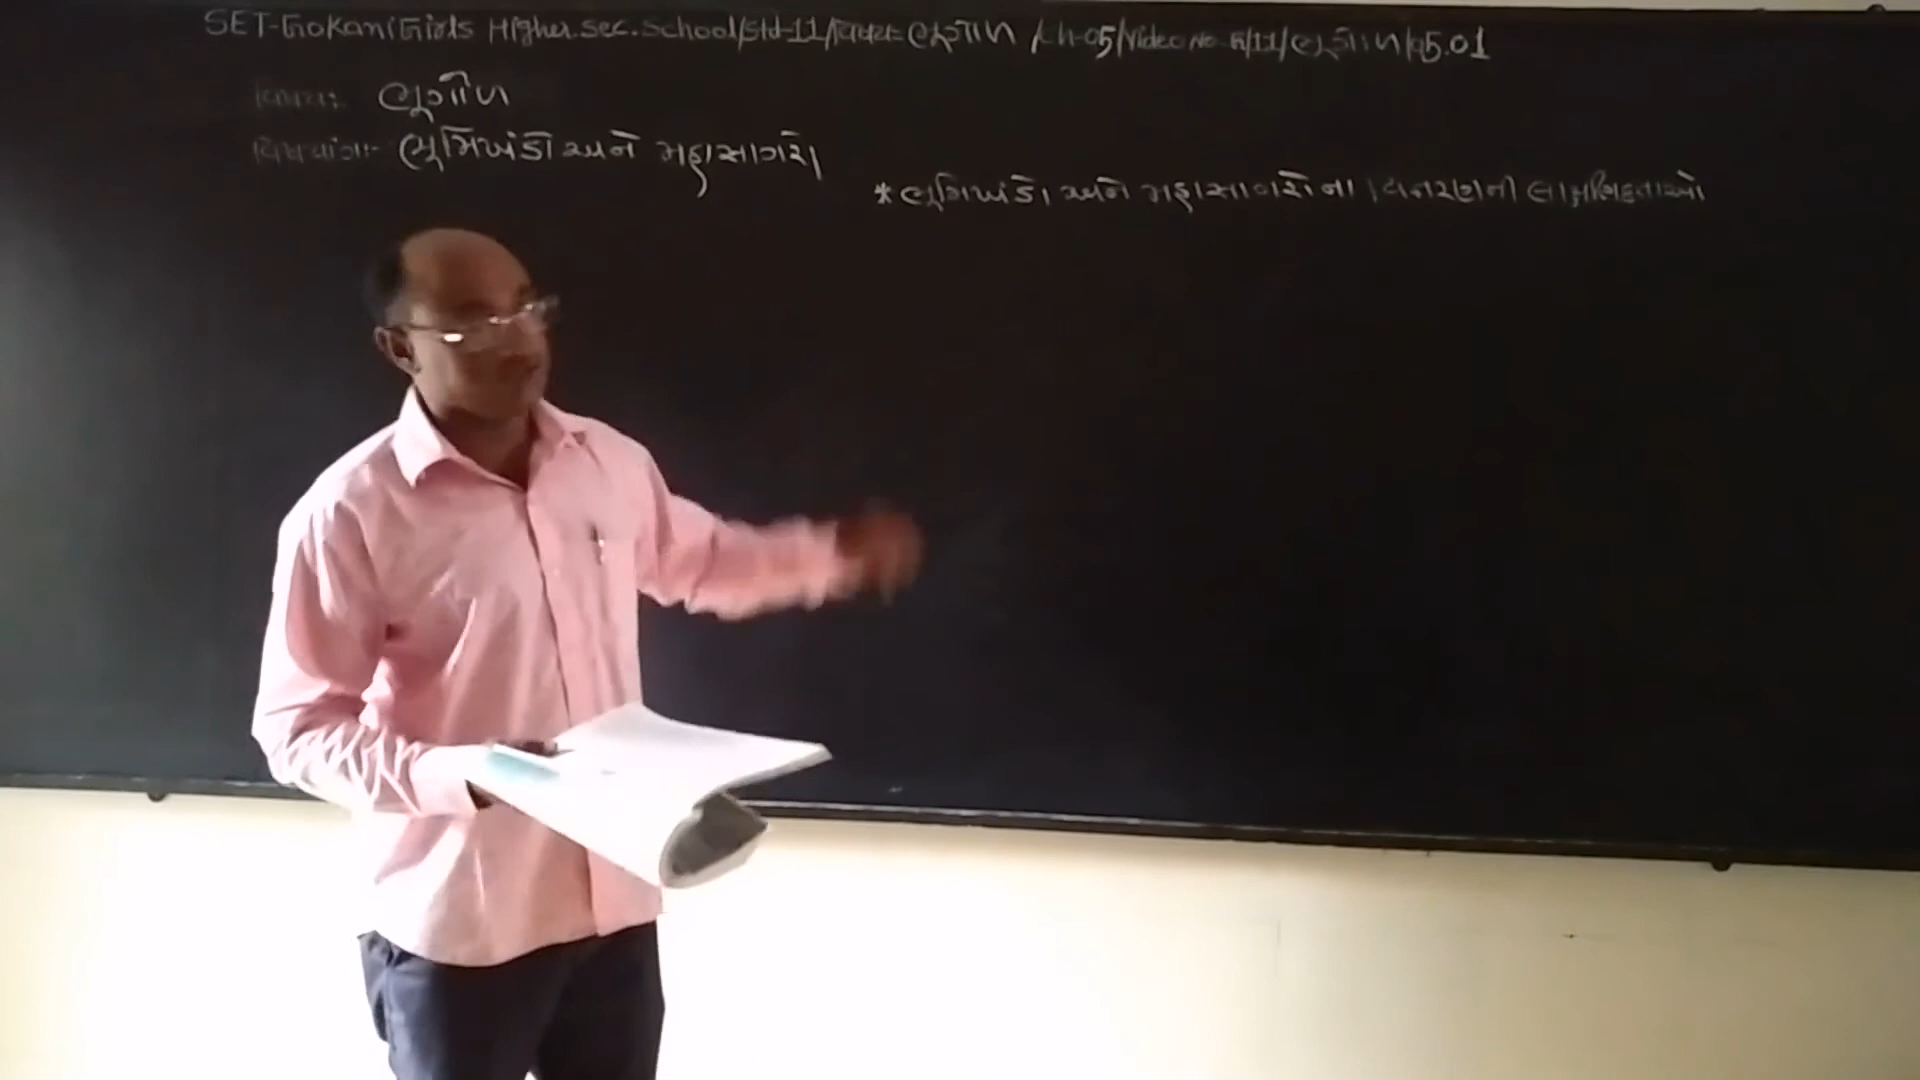 SET-Gokani Girls Higher.Sec.School/std-11/વિષય-ભૂગોળ /Ch-05/Video No 5/11/ભૂગોળ/05.01
વિષય:- ભૂગોળ
વિષયાંગ:- ભૂમિખંડો અને મહાસાગરો
* ભૂમિખંડો અને મહાસાગરોના વિતરણની લાક્ષણિકતાઓ